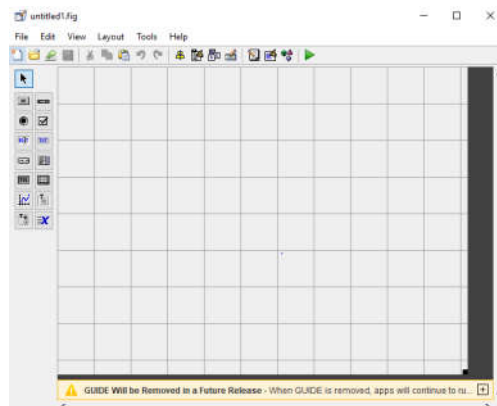 untitled1.fig
File Edit View Layout Tools Help
GUIDE Will be Removed in a Future Release - When GUIDE is removed, apps will continue to ru...